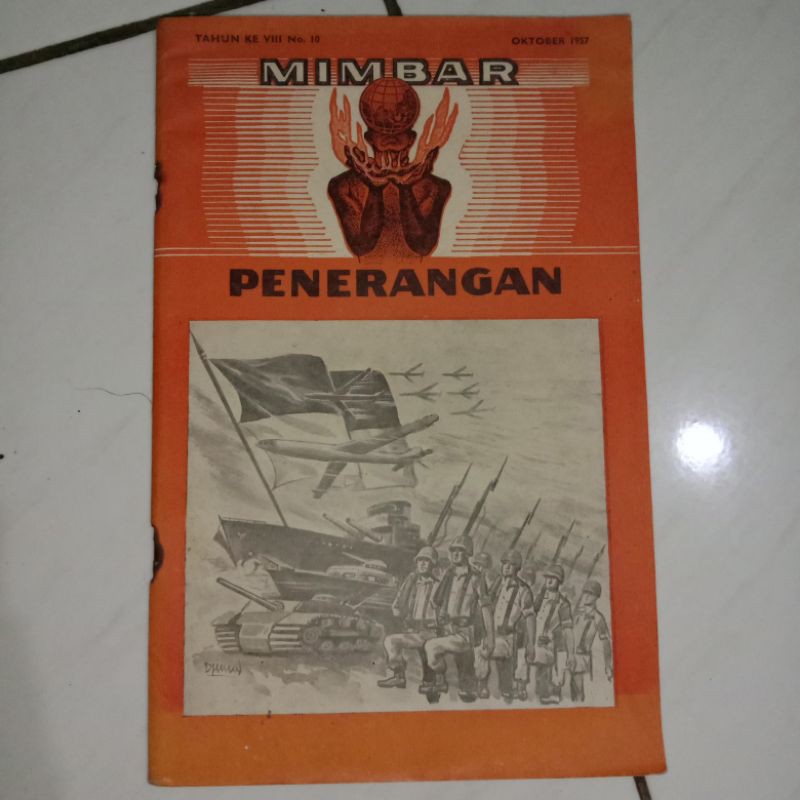 TAHUN KE VIII No. 10
OKTOBER 1957
MIMBAR
PENERANGAN